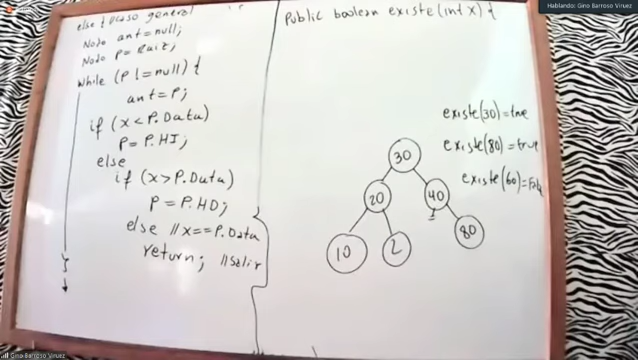 Hablando: Gino Barroso Viruez
else { //caso general
Nodo ant=null;
Nodo P=Raiz;
while (P!=null) {
ant=P;
if (x<P.Data)
P=P.HI;
else
if (x>P.Data)
P=P.HD;
else //x==P.Data
return; //Salir
}
Public boolean existe(int x) {
existe(30)=true
existe(80)=true
existe(60)=False
30
20
40
10
2
80
Gino Barroso Viruez